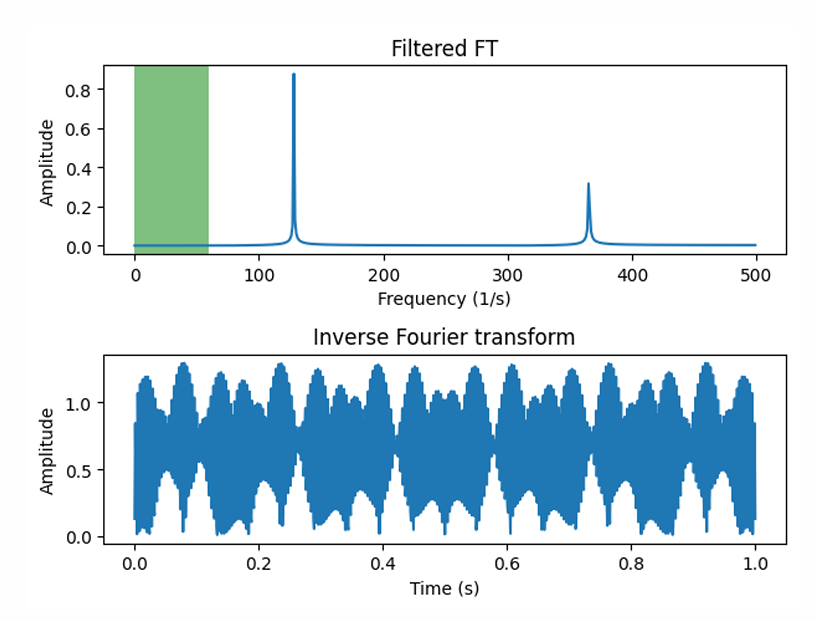 Filtered FT
0.8
0.6
0.4
0.2
0.0
Amplitude
0 100 200 300 400 500
Frequency (1/s)
Inverse Fourier transform
1.0
0.5
0.0
Amplitude
0.0 0.2 0.4 0.6 0.8 1.0
Time (s)